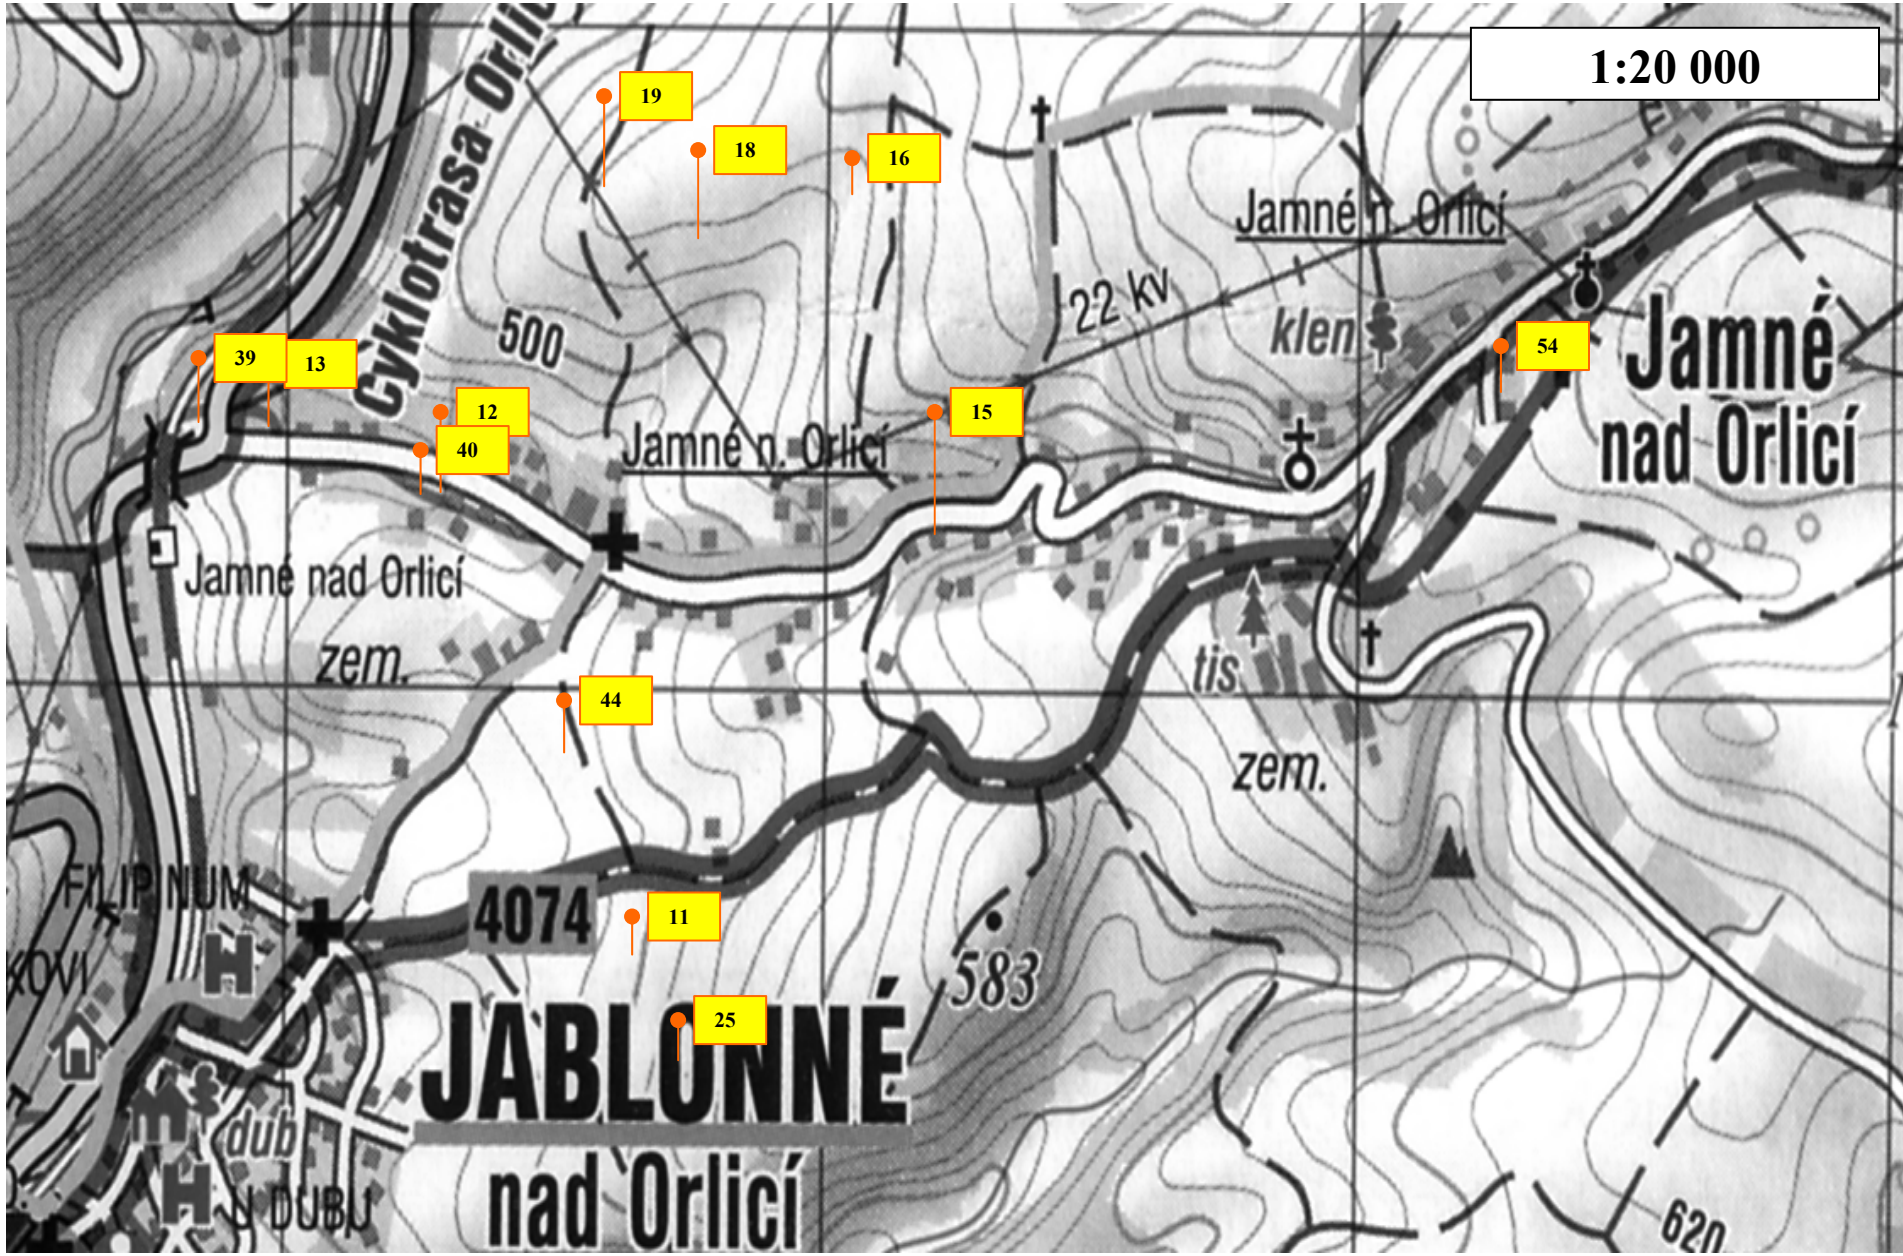 Cyklotrasa Orlic
1:20 000
19
18
16
Jamné n. Orlicí
22 kv
500
klen
Jamné
nad Orlicí
54
39
13
12
40
15
Jamné n. Orlicí
Jamné nad Orlicí
zem.
44
tis
zem.
FILIPINUM
4074
11
KOVI
583
25
JABLONNÉ
nad Orlicí
dub
U DUBU
620